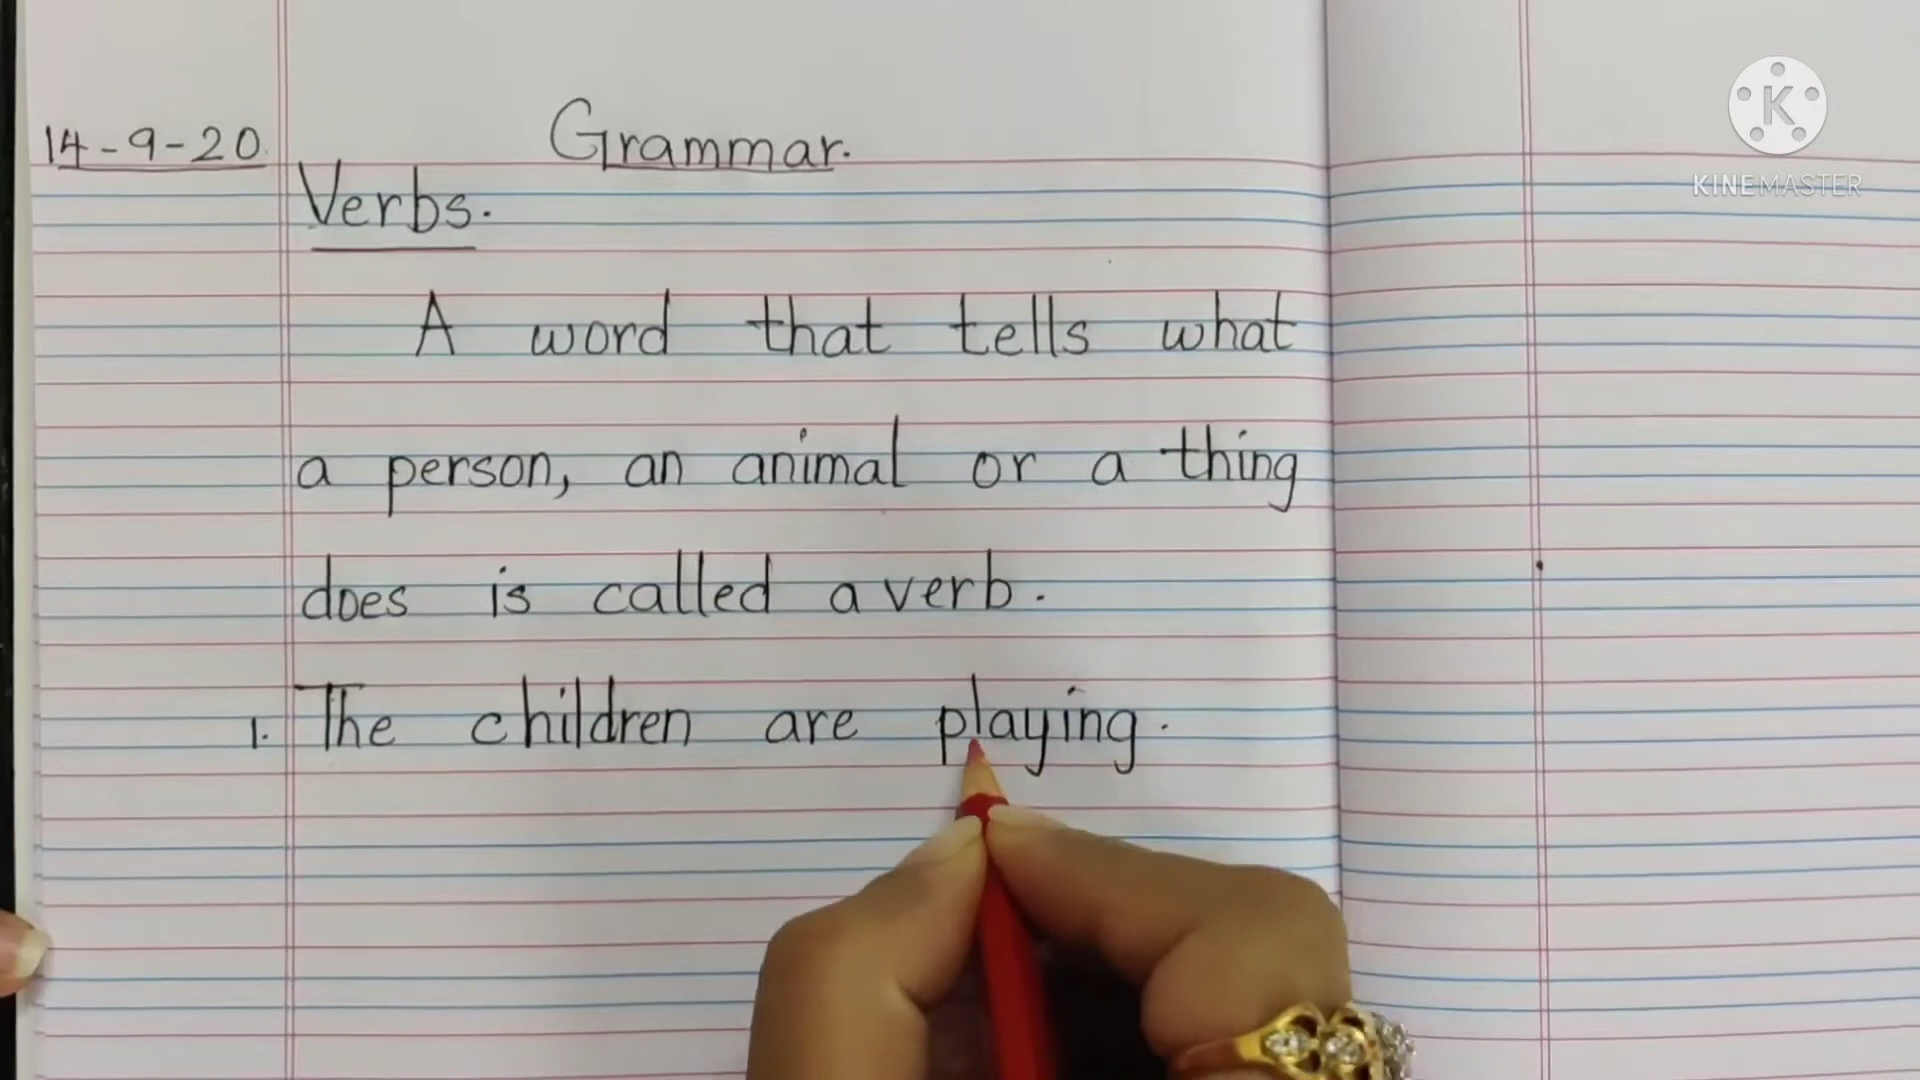 14-9-20. Grammar.
Verbs.
A word that tells what
a person, an animal or a thing
does is called a verb.
1. The children are playing.
K
KINEMASTER